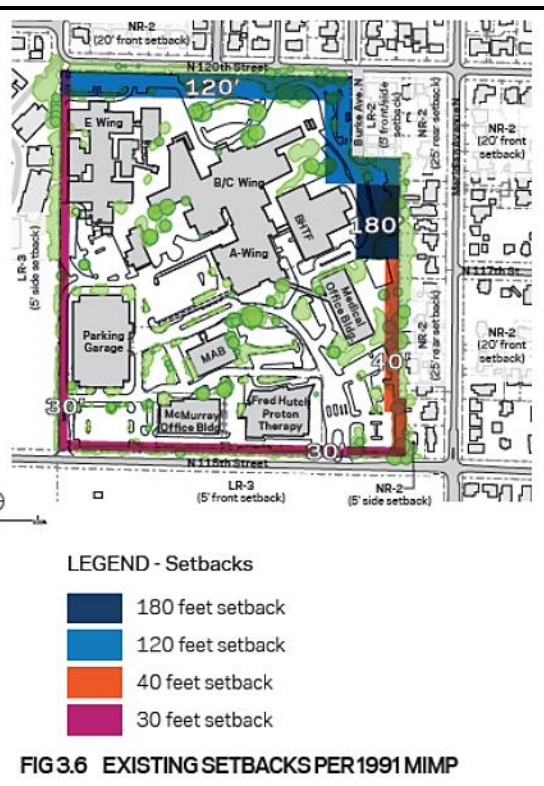 NR-2
(20' front setback)
N 120th Street
120'
E Wing
Burke Ave. N
LR-2
(5' front/side
setback)
NR-2
(25' rear setback)
NR-2
(20' front
setback)
B/C Wing
BHTF
180'
A-Wing
LR-3
(5' side setback)
N 117th St.
Medical
Office Bldg
Parking
Garage
MAB
NR-2
(25' rear setback)
NR-2
(20' front
setback)
40'
30'
McMurray
Office Bldg
Fred Hutch
Proton
Therapy
30'
N 115th Street
LR-3
(5' front setback)
NR-2
(5' side setback)
LEGEND - Setbacks
180 feet setback
120 feet setback
40 feet setback
30 feet setback
FIG 3.6 EXISTING SETBACKS PER 1991 MIMP